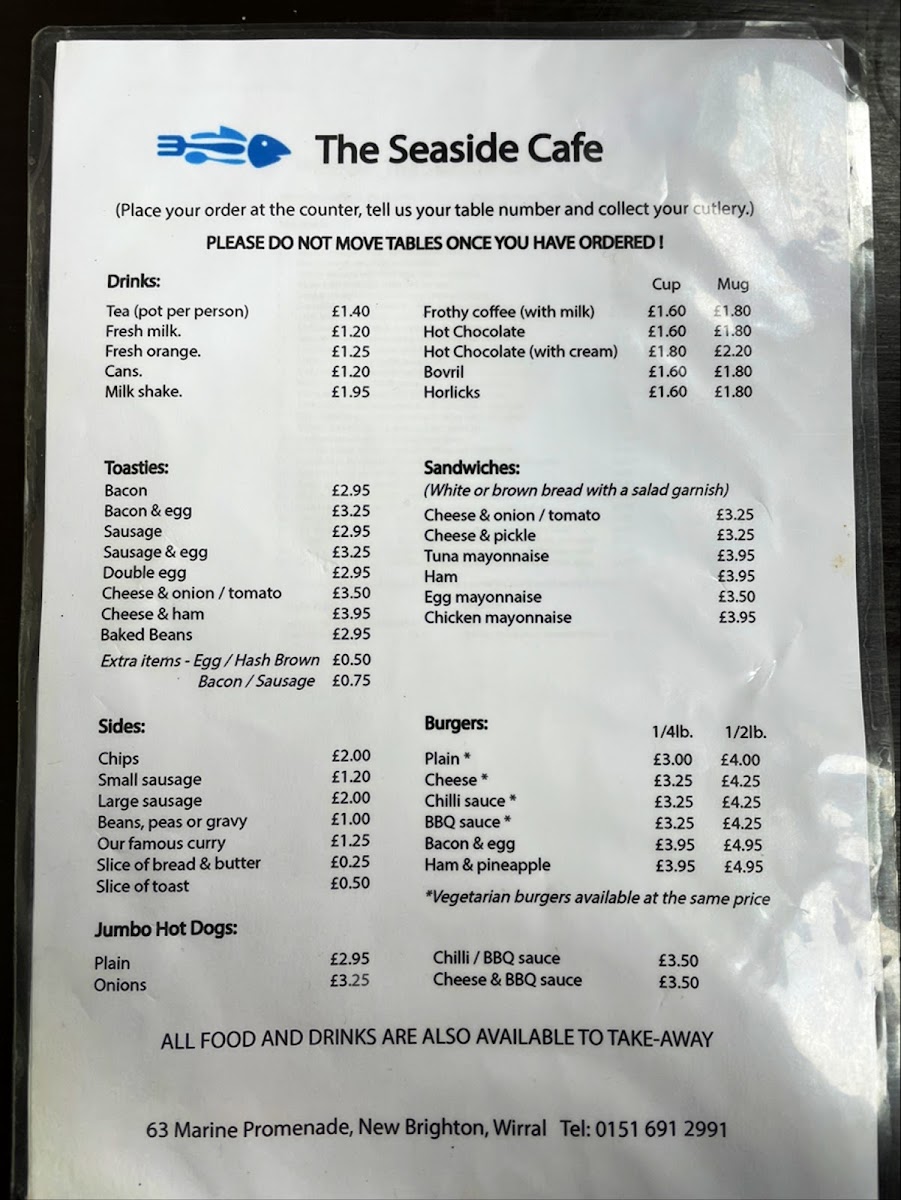 The Seaside Cafe
(Place your order at the counter, tell us your table number and collect your cutlery.)
PLEASE DO NOT MOVE TABLES ONCE YOU HAVE ORDERED !
Drinks:
Tea (pot per person) £1.40
Fresh milk. £1.20
Fresh orange. £1.25
Cans. £1.20
Milk shake. £1.95
Cup Mug
Frothy coffee (with milk) £1.60 £1.80
Hot Chocolate £1.60 £1.80
Hot Chocolate (with cream) £1.80 £2.20
Bovril £1.60 £1.80
Horlicks £1.60 £1.80
Toasties:
Bacon £2.95
Bacon & egg £3.25
Sausage £2.95
Sausage & egg £3.25
Double egg £2.95
Cheese & onion / tomato £3.50
Cheese & ham £3.95
Baked Beans £2.95
Extra items - Egg / Hash Brown £0.50
Bacon / Sausage £0.75
Sandwiches:
(White or brown bread with a salad garnish)
Cheese & onion / tomato £3.25
Cheese & pickle £3.25
Tuna mayonnaise £3.95
Ham £3.95
Egg mayonnaise £3.50
Chicken mayonnaise £3.95
Sides:
Chips £2.00
Small sausage £1.20
Large sausage £2.00
Beans, peas or gravy £1.00
Our famous curry £1.25
Slice of bread & butter £0.25
Slice of toast £0.50
Burgers: 1/4lb. 1/2lb.
Plain * £3.00 £4.00
Cheese * £3.25 £4.25
Chilli sauce * £3.25 £4.25
BBQ sauce * £3.25 £4.25
Bacon & egg £3.95 £4.95
Ham & pineapple £3.95 £4.95
*Vegetarian burgers available at the same price
Jumbo Hot Dogs:
Plain £2.95
Onions £3.25
Chilli / BBQ sauce £3.50
Cheese & BBQ sauce £3.50
ALL FOOD AND DRINKS ARE ALSO AVAILABLE TO TAKE-AWAY
63 Marine Promenade, New Brighton, Wirral Tel: 0151 691 2991